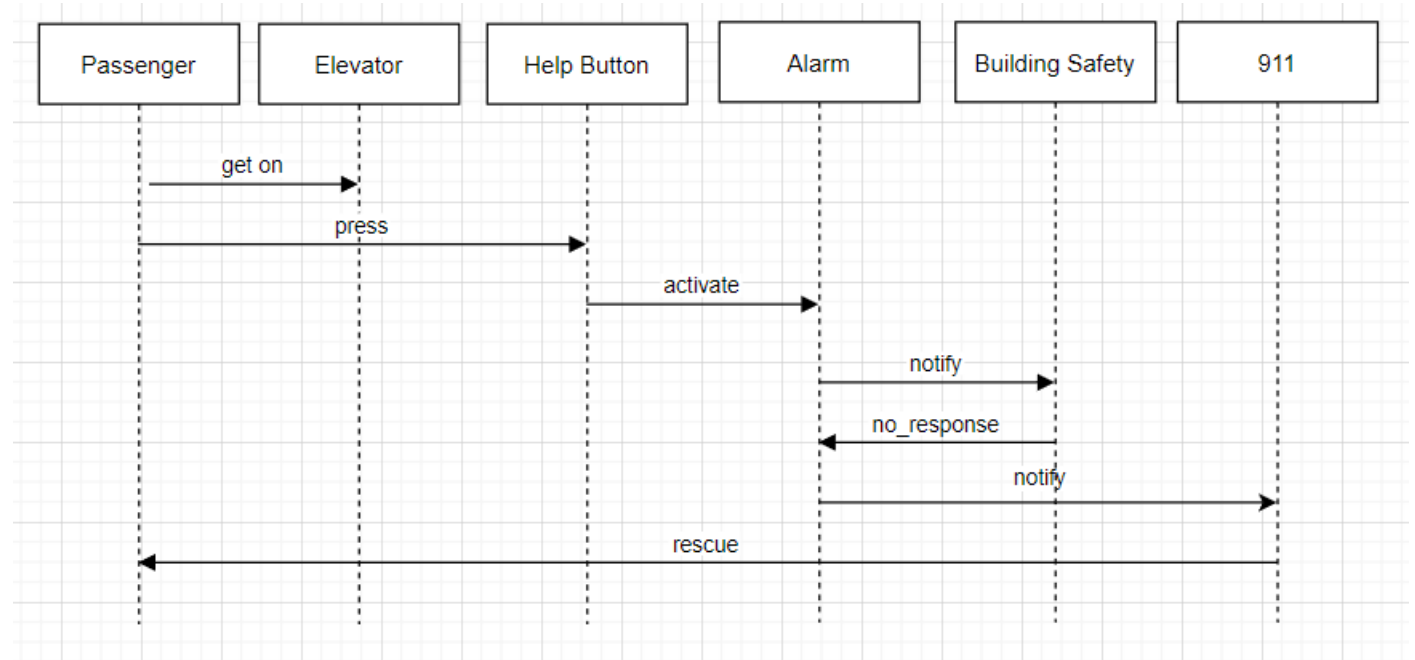 Passenger
Elevator
Help Button
Alarm
Building Safety
911
get on
press
activate
notify
no_response
notify
rescue